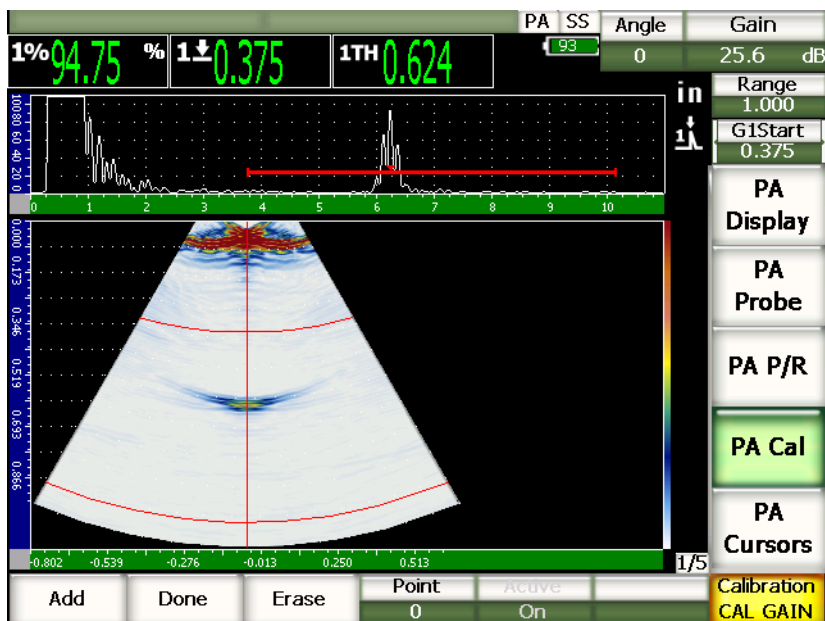 PA SS
Angle
0
Gain
25.6 dB
93
1% 94.75 %
1 0.375
1TH 0.624
in
Range
1.000
1
G1Start
0.375
100 80 60 40 20 0
0 1 2 3 4 5 6 7 8 9 10
0.000 0.173 0.346 0.519 0.693 0.866
-0.802 -0.539 -0.276 -0.013 0.250 0.513
PA
Display
PA
Probe
PA P/R
PA Cal
PA
Cursors
1/5
Add
Done
Erase
Point
0
Active
On
Calibration
CAL GAIN